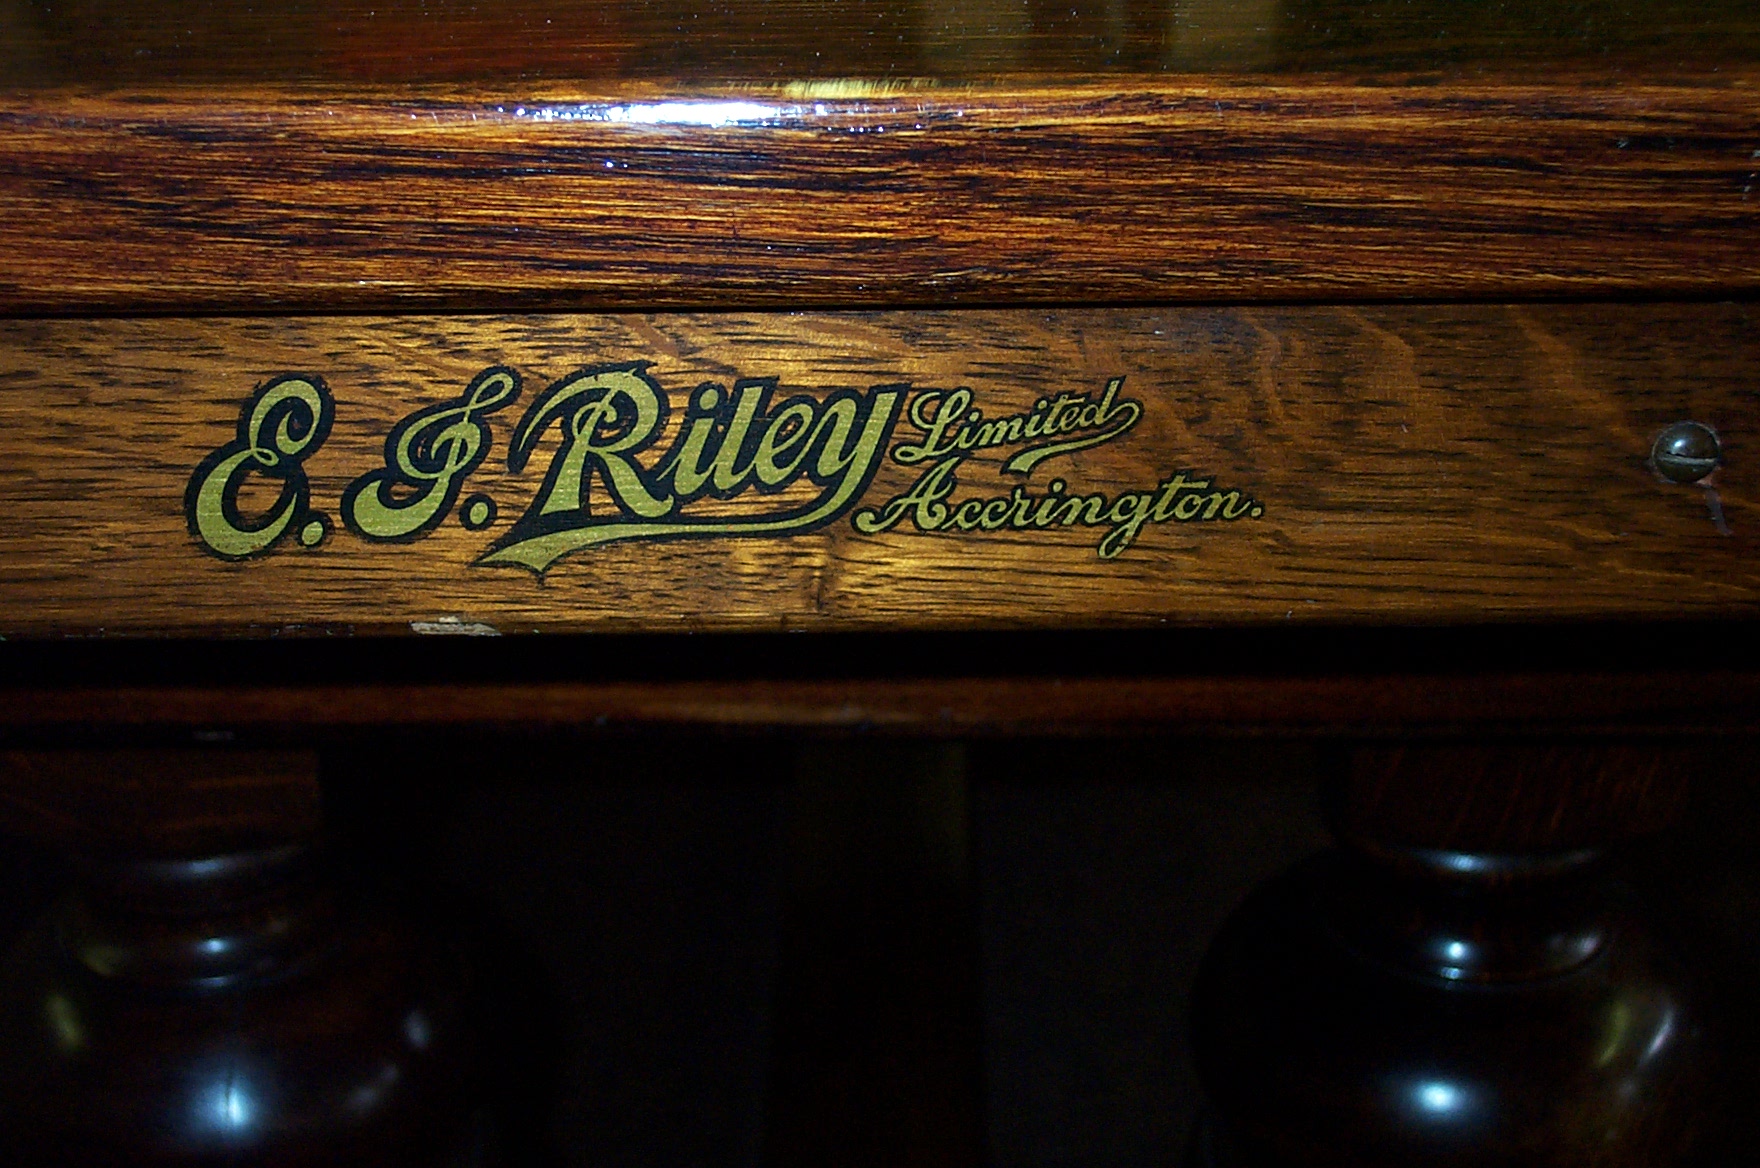 E. J. Riley Limited
Accrington.